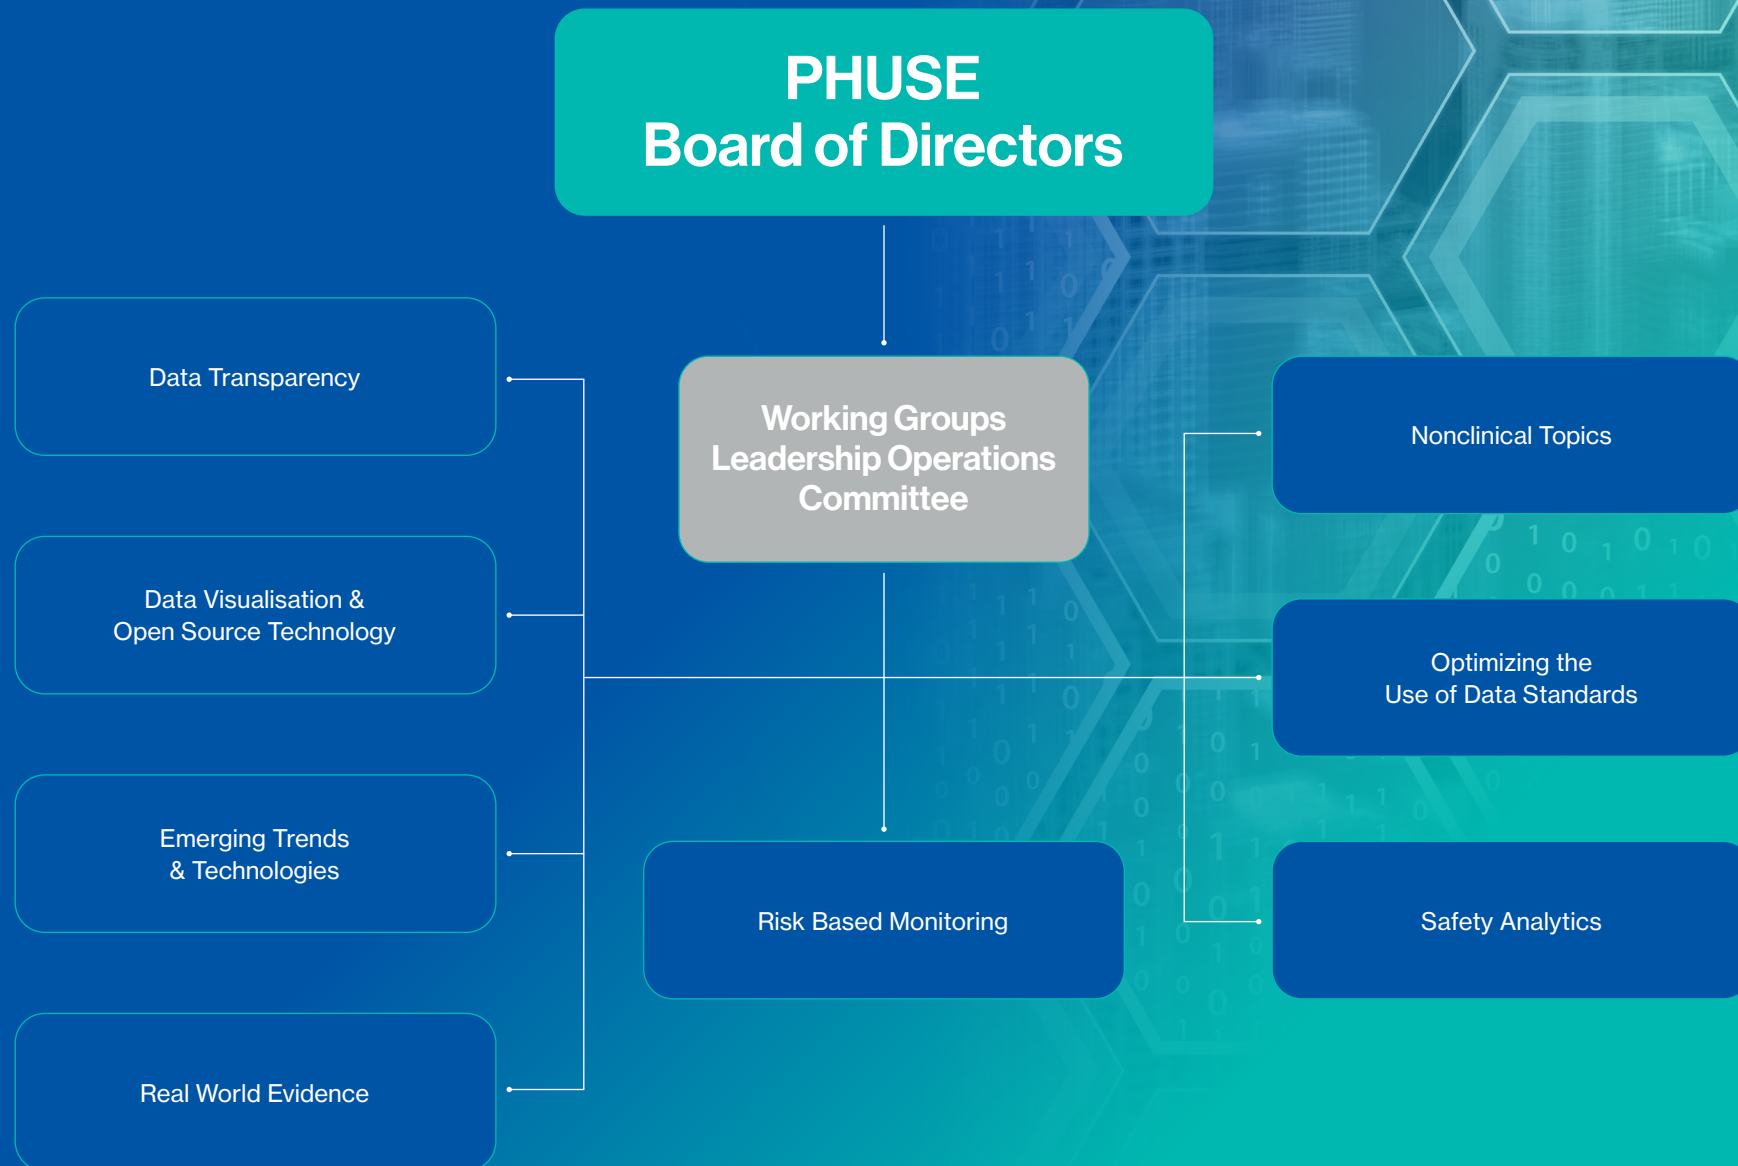 PHUSE
Board of Directors
Data Transparency
Working Groups
Leadership Operations
Committee
Nonclinical Topics
Data Visualisation &
Open Source Technology
Optimizing the
Use of Data Standards
Emerging Trends
& Technologies
Risk Based Monitoring
Safety Analytics
Real World Evidence